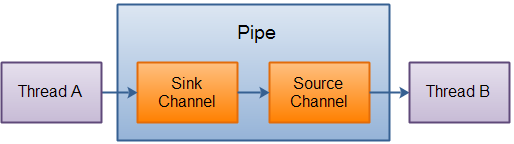 Pipe
Thread A
Sink
Channel
Source
Channel
Thread B